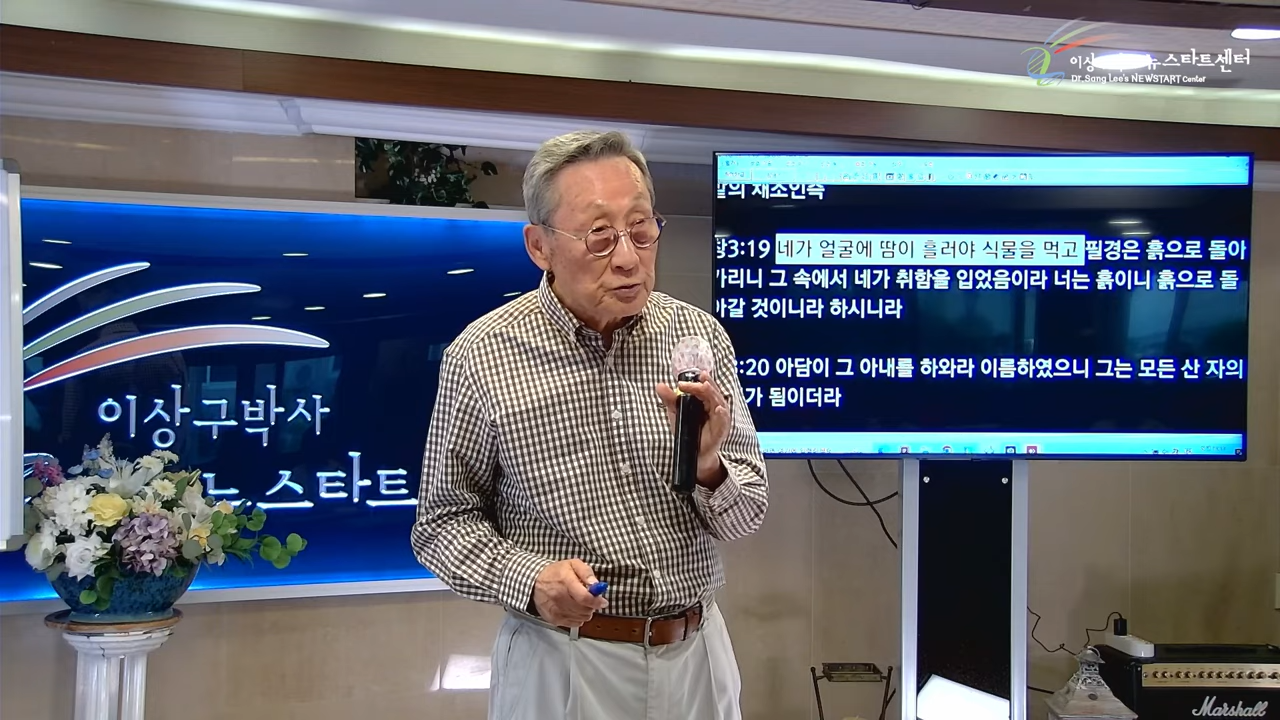 이상 뉴스타트센터
Dr. Sang Lee's NEWSTART Center
말의 재조인즉
창3:19 네가 얼굴에 땀이 흘러야 식물을 먹고 필경은 흙으로 돌아
가리니 그 속에서 네가 취함을 입었음이라 너는 흙이니 흙으로 돌
아갈 것이니라 하시니라
3:20 아담이 그 아내를 하와라 이름하였으니 그는 모든 산 자의
가 됨이더라
이상구박사
뉴스타트
Marshall